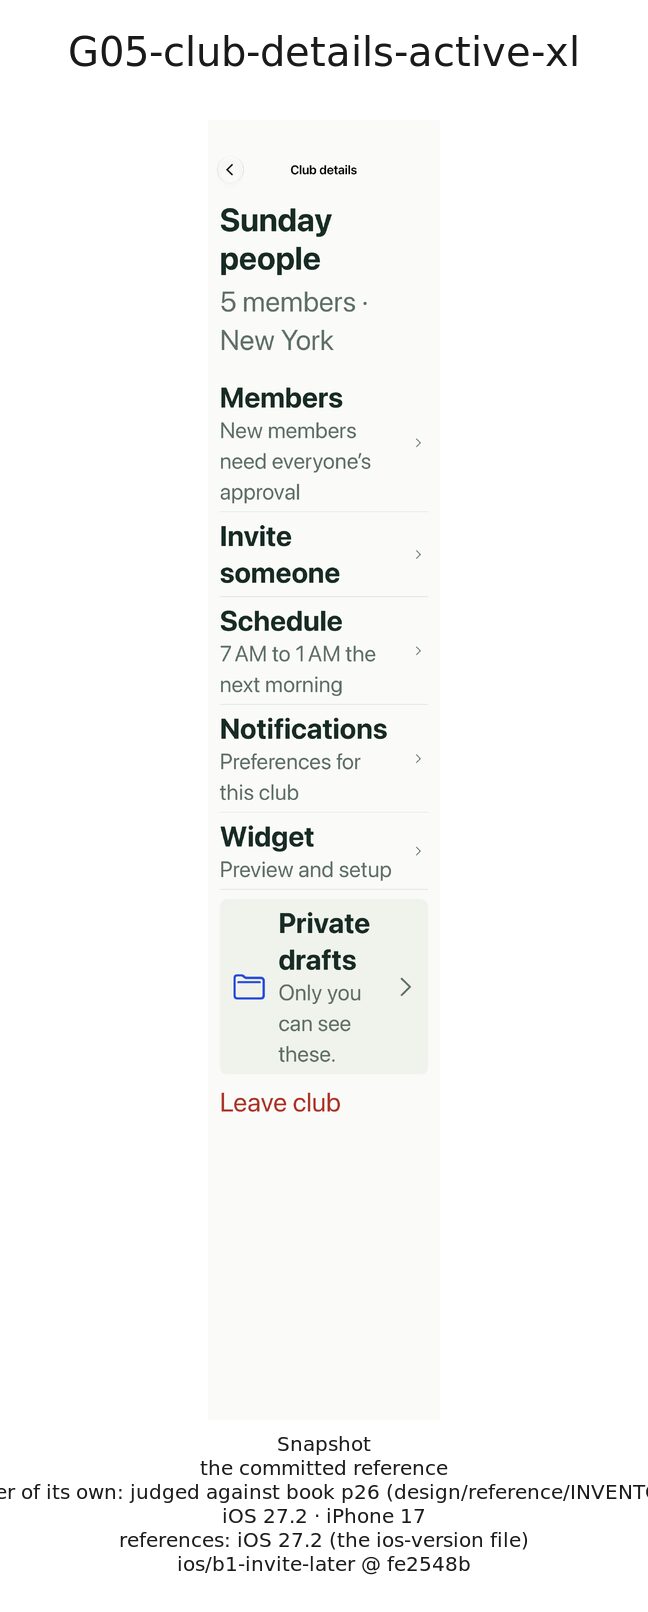 G05-club-details-active-xl
Club details
Sunday
people
5 members ·
New York
Members
New members
need everyone’s
approval
Invite
someone
Schedule
7 AM to 1 AM the
next morning
Notifications
Preferences for
this club
Widget
Preview and setup
Private
drafts
Only you
can see
these.
Leave club
Snapshot
the committed reference
of its own: judged against book p26 (design/reference/
iOS 27.2 · iPhone 17
references: iOS 27.2 (the ios-version file)
ios/b1-invite-later @ fe2548b